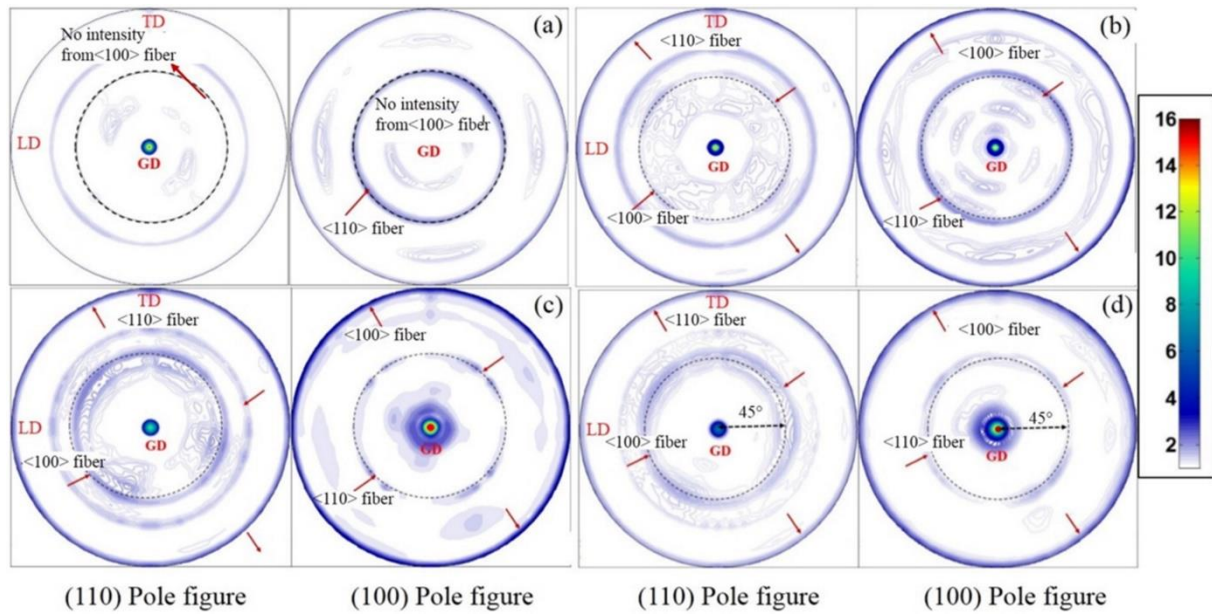 TD
No intensity
from<100> fiber
LD
GD
(a)
No intensity
from<100> fiber
GD
<110> fiber
TD
<110> fiber
LD
GD
<100> fiber
(b)
<100> fiber
GD
<110> fiber
TD
<110> fiber
LD
GD
<100> fiber
(c)
<100> fiber
GD
<110> fiber
TD
<110> fiber
LD
45°
GD
<100> fiber
(d)
<100> fiber
45°
GD
<110> fiber
16
14
12
10
8
6
4
2
(110) Pole figure
(100) Pole figure
(110) Pole figure
(100) Pole figure